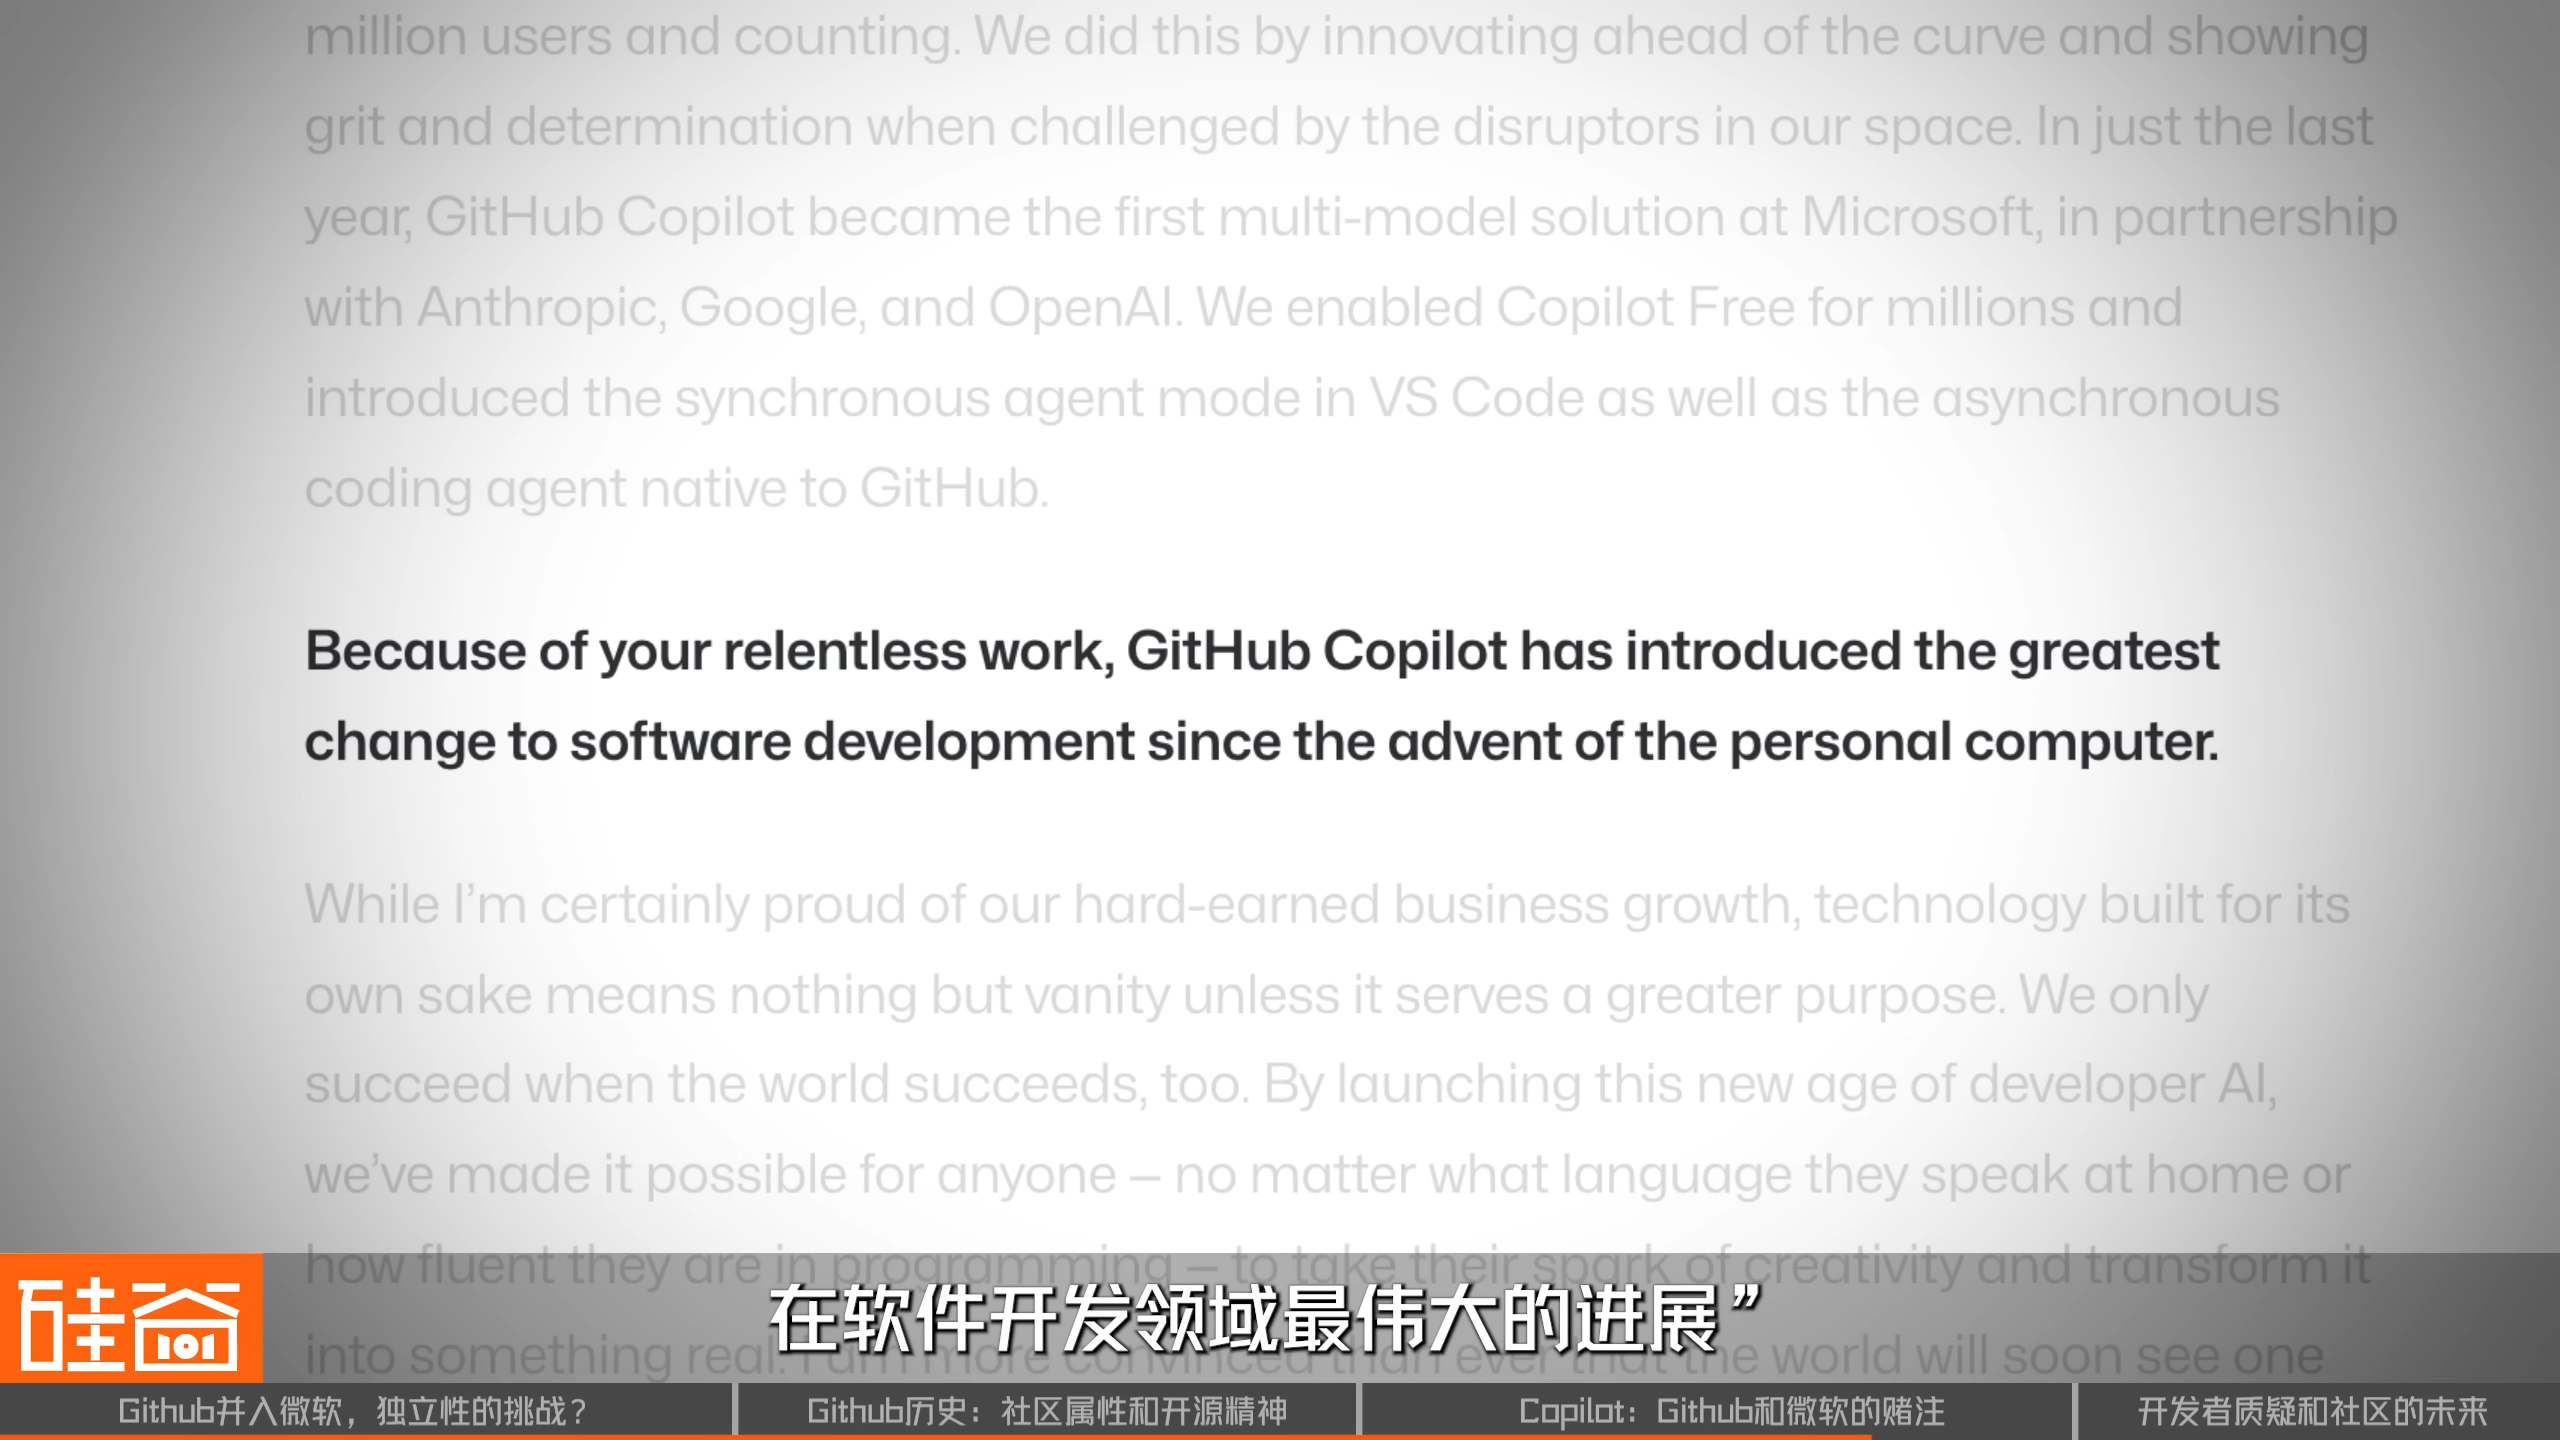 million users and counting. We did this by innovating ahead of the curve and showing
grit and determination when challenged by the disruptors in our space. In just the last
year, GitHub Copilot became the first multi-model solution at Microsoft, in partnership
with Anthropic, Google, and OpenAI. We enabled Copilot Free for millions and
introduced the synchronous agent mode in VS Code as well as the asynchronous
coding agent native to GitHub.
Because of your relentless work, GitHub Copilot has introduced the greatest
change to software development since the advent of the personal computer.
While I’m certainly proud of our hard-earned business growth, technology built for its
own sake means nothing but vanity unless it serves a greater purpose. We only
succeed when the world succeeds, too. By launching this new age of developer AI,
we’ve made it possible for anyone — no matter what language they speak at home or
how fluent they are in programming — to take their spark of creativity and transform it
into something real. I am more convinced than ever that the world will soon see one
在软件开发领域最伟大的进展”
硅谷
101
Github并入微软，独立性的挑战？
Github历史：社区属性和开源精神
Copilot：Github和微软的赌注
开发者质疑和社区的未来